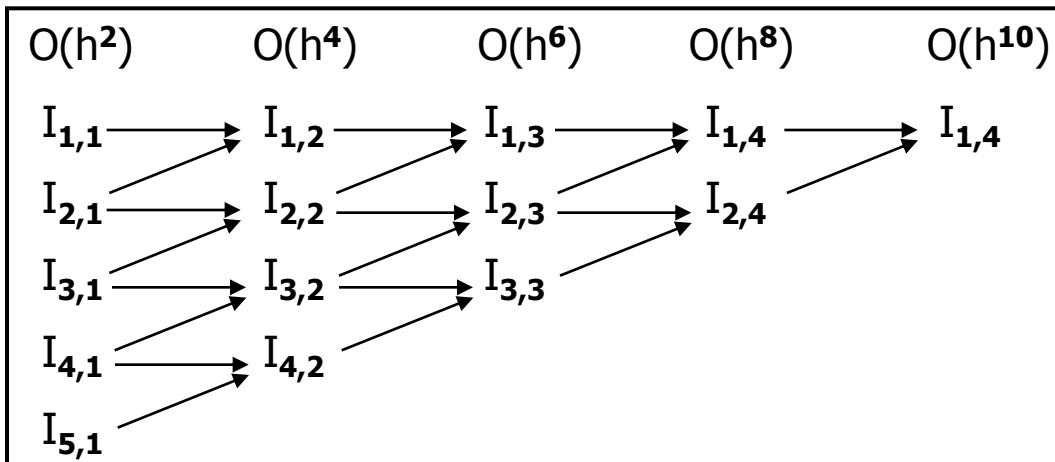 O(h²) O(h⁴) O(h⁶) O(h⁸) O(h¹⁰)
I₁,₁ I₁,₂ I₁,₃ I₁,₄ I₁,₄
I₂,₁ I₂,₂ I₂,₃ I₂,₄
I₃,₁ I₃,₂ I₃,₃
I₄,₁ I₄,₂
I₅,₁